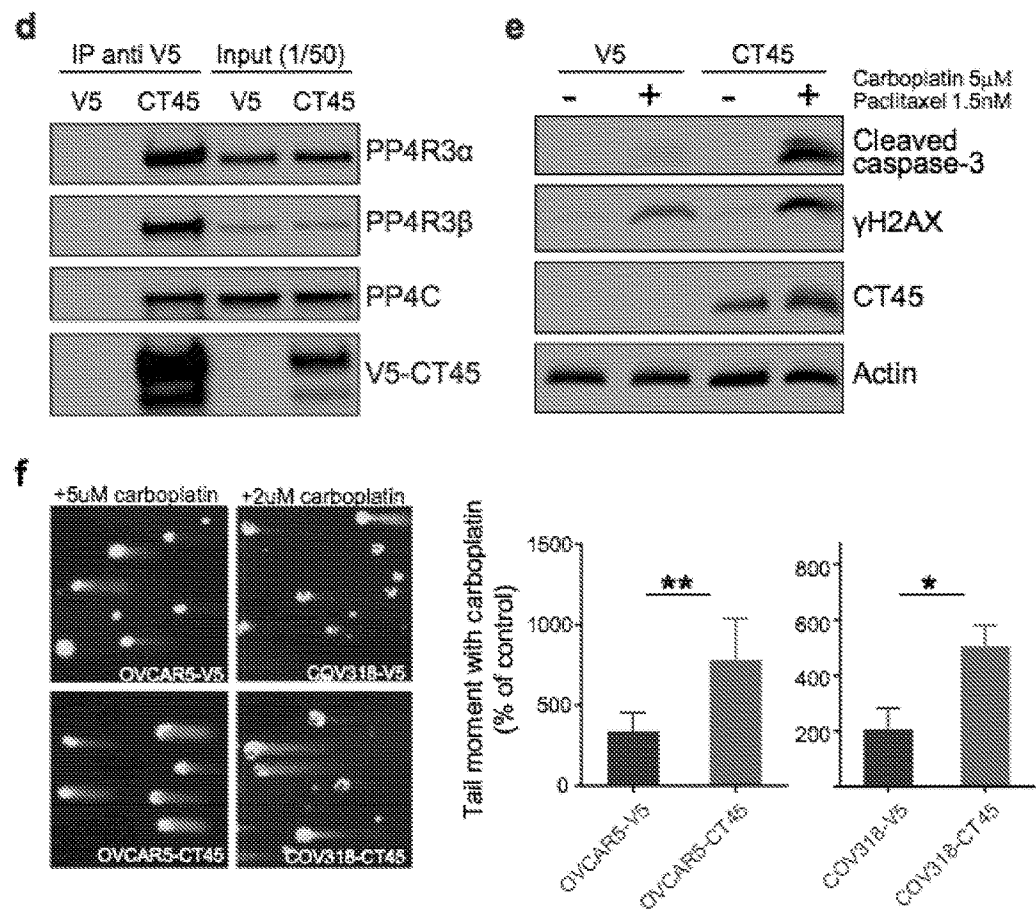 d
IP anti V5 Input (1/50)
V5 CT45 V5 CT45
PP4R3α
PP4R3β
PP4C
V5-CT45
e
V5 CT45
- + - +
Carboplatin 5μM
Paclitaxel 1.5nM
Cleaved
caspase-3
γH2AX
CT45
Actin
f
+5uM carboplatin +2uM carboplatin
OVCAR5-V5 COV318-V5
OVCAR5-CT45 COV318-CT45
Tail moment with carboplatin
(% of control)
1500
1000
500
0
**
OVCAR5-V5
OVCAR5-CT45
800
600
400
200
*
COV318-V5
COV318-CT45